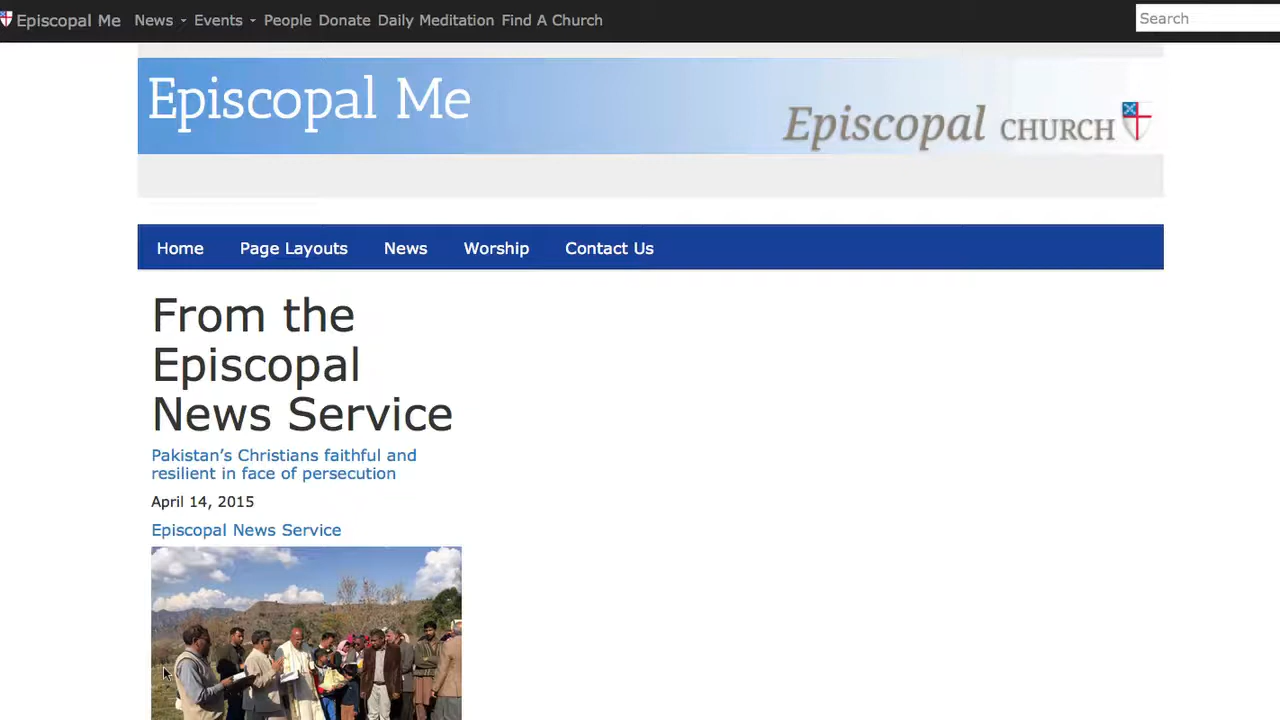 Episcopal Me News Events People Donate Daily Meditation Find A Church Search
Episcopal Me
Episcopal CHURCH
Home Page Layouts News Worship Contact Us
From the
Episcopal
News Service
Pakistan’s Christians faithful and
resilient in face of persecution
April 14, 2015
Episcopal News Service